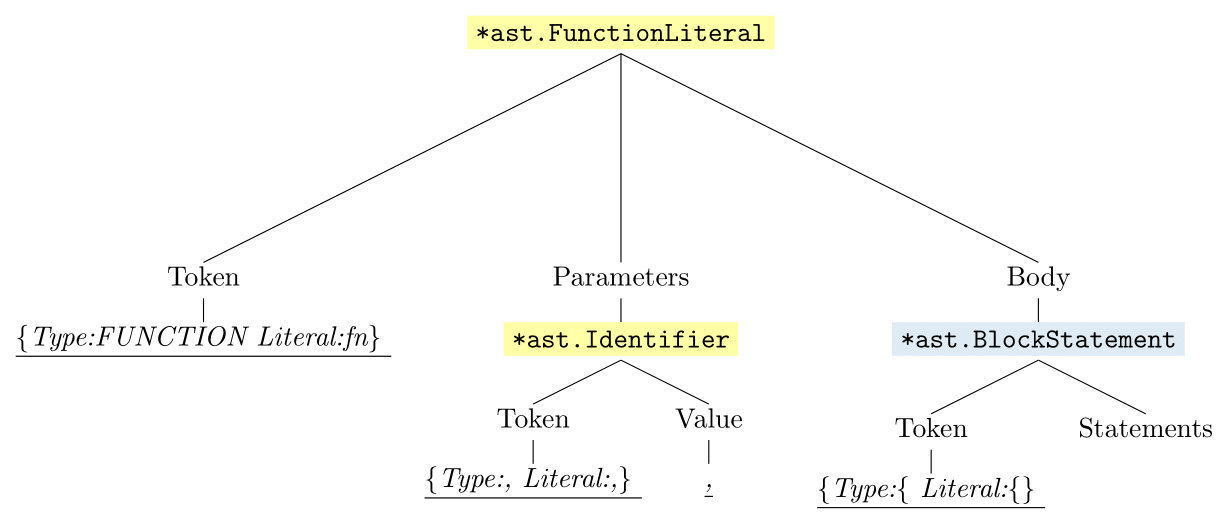 *ast.FunctionLiteral
Token Parameters Body
{Type:FUNCTION Literal:fn} *ast.Identifier *ast.BlockStatement
Token Value Token Statements
{Type:, Literal:,} , {Type:{ Literal:{}